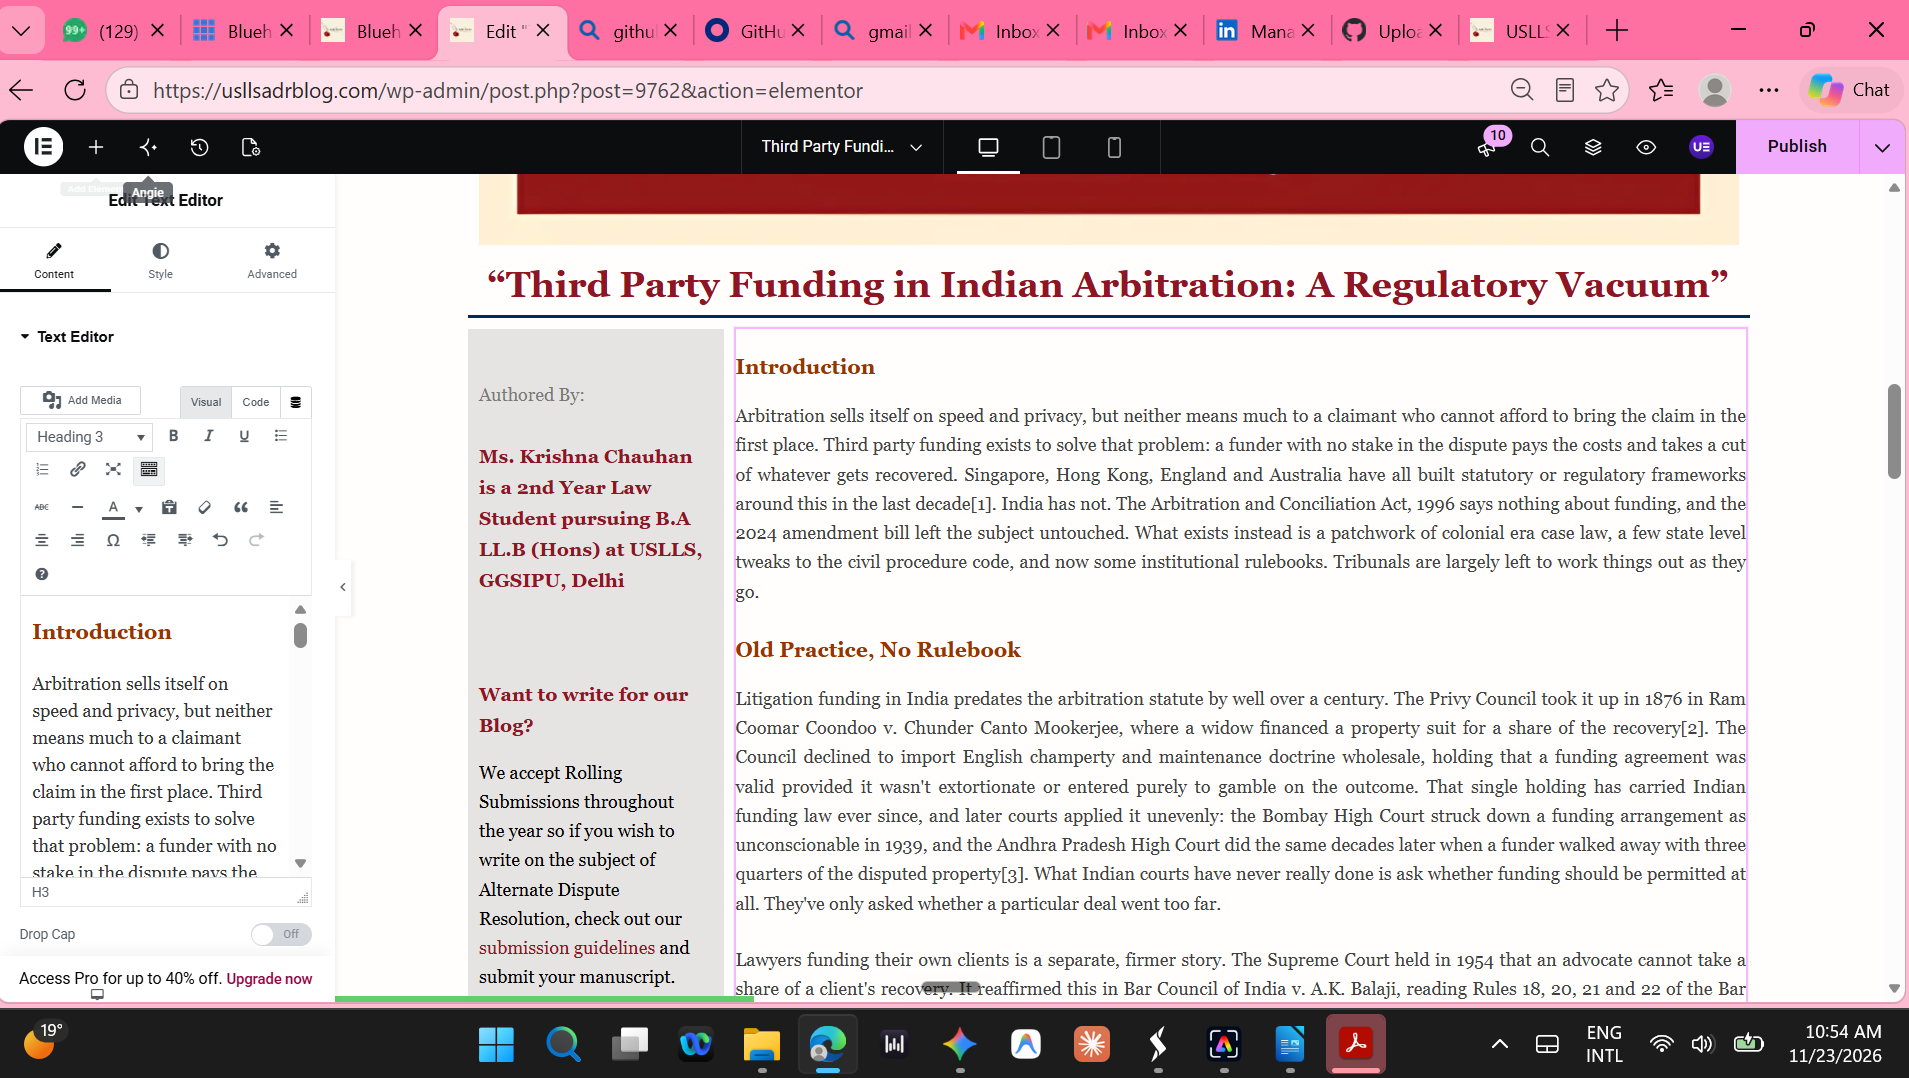 99+
(129)
Blueh
Blueh
Edit "
githu
GitHu
gmail
Inbox
Inbox
Mana
Uploa
USLLS
https://usllsadrblog.com/wp-admin/post.php?post=9762&action=elementor
Chat
Third Party Fundi...
10
UE
Publish
Add Element
Angie
Edit Text Editor
Content
Style
Advanced
Text Editor
Add Media
Visual
Code
Heading 3
B
I
U
ABC
A
Introduction
Arbitration sells itself on
speed and privacy, but neither
means much to a claimant
who cannot afford to bring the
claim in the first place. Third
party funding exists to solve
that problem: a funder with no
stake in the dispute pays the
H3
Drop Cap
Off
Access Pro for up to 40% off. Upgrade now
“Third Party Funding in Indian Arbitration: A Regulatory Vacuum”
Authored By:
Ms. Krishna Chauhan
is a 2nd Year Law
Student pursuing B.A
LL.B (Hons) at USLLS,
GGSIPU, Delhi
Want to write for our
Blog?
We accept Rolling
Submissions throughout
the year so if you wish to
write on the subject of
Alternate Dispute
Resolution, check out our
submission guidelines and
submit your manuscript.
Introduction
Arbitration sells itself on speed and privacy, but neither means much to a claimant who cannot afford to bring the claim in the
first place. Third party funding exists to solve that problem: a funder with no stake in the dispute pays the costs and takes a cut
of whatever gets recovered. Singapore, Hong Kong, England and Australia have all built statutory or regulatory frameworks
around this in the last decade[1]. India has not. The Arbitration and Conciliation Act, 1996 says nothing about funding, and the
2024 amendment bill left the subject untouched. What exists instead is a patchwork of colonial era case law, a few state level
tweaks to the civil procedure code, and now some institutional rulebooks. Tribunals are largely left to work things out as they
go.
Old Practice, No Rulebook
Litigation funding in India predates the arbitration statute by well over a century. The Privy Council took it up in 1876 in Ram
Coomar Coondoo v. Chunder Canto Mookerjee, where a widow financed a property suit for a share of the recovery[2]. The
Council declined to import English champerty and maintenance doctrine wholesale, holding that a funding agreement was
valid provided it wasn't extortionate or entered purely to gamble on the outcome. That single holding has carried Indian
funding law ever since, and later courts applied it unevenly: the Bombay High Court struck down a funding arrangement as
unconscionable in 1939, and the Andhra Pradesh High Court did the same decades later when a funder walked away with three
quarters of the disputed property[3]. What Indian courts have never really done is ask whether funding should be permitted at
all. They've only asked whether a particular deal went too far.
Lawyers funding their own clients is a separate, firmer story. The Supreme Court held in 1954 that an advocate cannot take a
share of a client's recovery. It reaffirmed this in Bar Council of India v. A.K. Balaji, reading Rules 18, 20, 21 and 22 of the Bar
19°
ENG
INTL
10:54 AM
11/23/2026